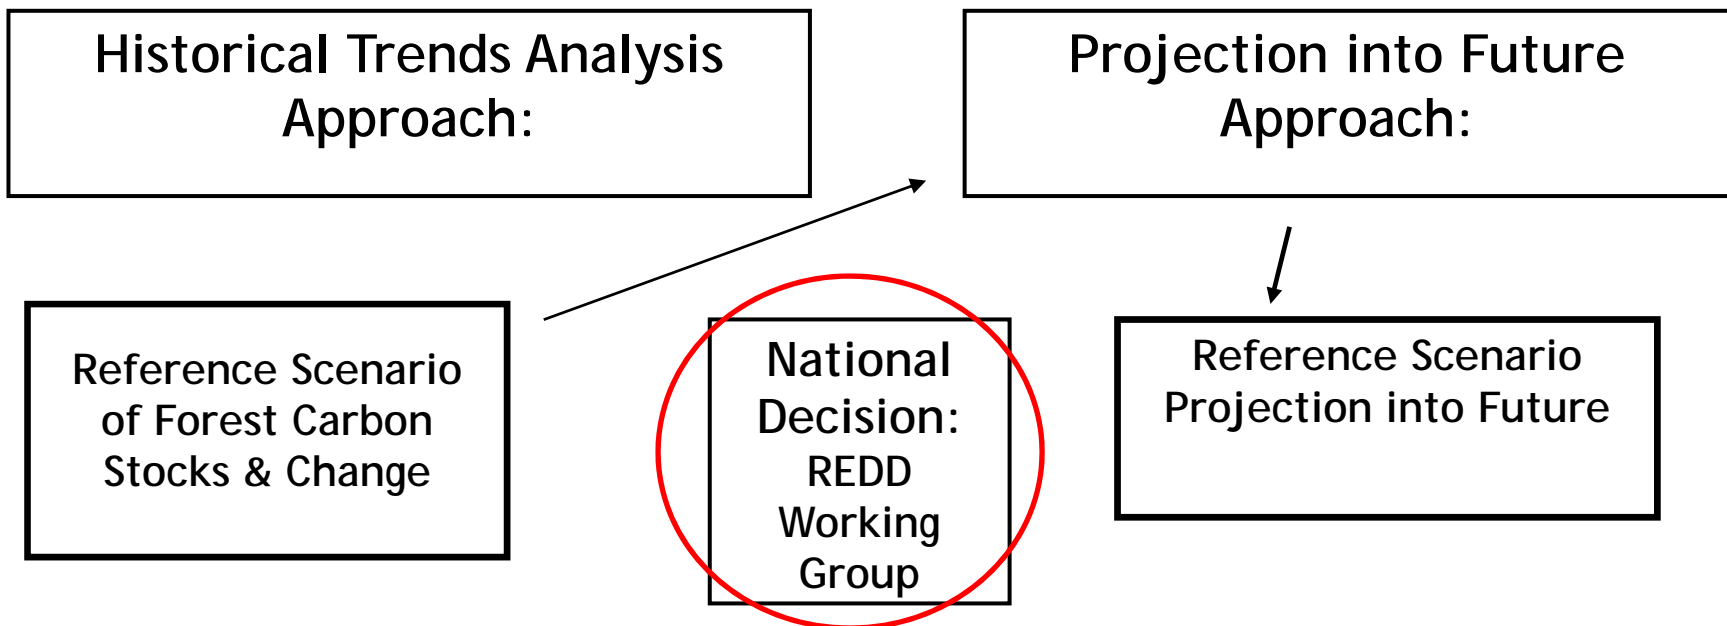 Historical Trends Analysis
Approach:
Projection into Future
Approach:
Reference Scenario
of Forest Carbon
Stocks & Change
National
Decision:
REDD
Working
Group
Reference Scenario
Projection into Future